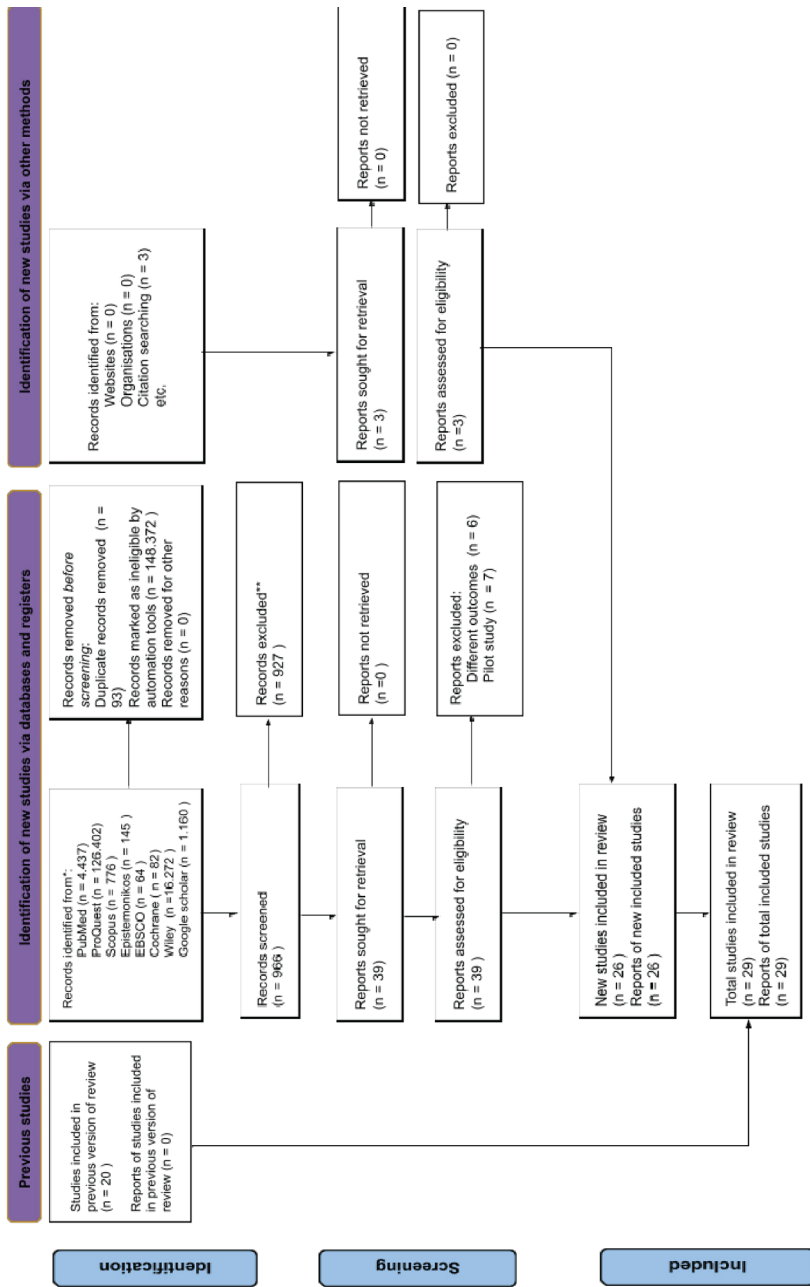 Previous studies
Identification of new studies via databases and registers
Identification of new studies via other methods
Identification
Studies included in
previous version of review
(n = 20 )
Reports of studies included
in previous version of
review (n = 0)
Records identified from*:
PubMed (n = 4.437)
ProQuest (n = 126.402)
Scopus (n = 776 )
Epistemonikos (n = 145 )
EBSCO (n = 64 )
Cochrane ( n = 82)
Wiley (n =16.272 )
Google scholar (n = 1.160 )
Records removed before
screening:
Duplicate records removed (n =
93)
Records marked as ineligible by
automation tools (n = 148.372 )
Records removed for other
reasons (n = 0)
Records identified from:
Websites (n = 0)
Organisations (n = 0)
Citation searching (n = 3)
etc.
Screening
Records screened
(n = 966)
Records excluded**
(n = 927 )
Reports sought for retrieval
(n = 39)
Reports not retrieved
(n =0 )
Reports sought for retrieval
(n = 3)
Reports not retrieved
(n = 0)
Reports assessed for eligibility
(n = 39 )
Reports excluded:
Different outcomes (n = 6)
Pilot study (n = 7)
Reports assessed for eligibility
(n =3)
Reports excluded (n = 0)
Included
New studies included in review
(n = 26 )
Reports of new included studies
(n = 26 )
Total studies included in review
(n = 29 )
Reports of total included studies
(n = 29 )